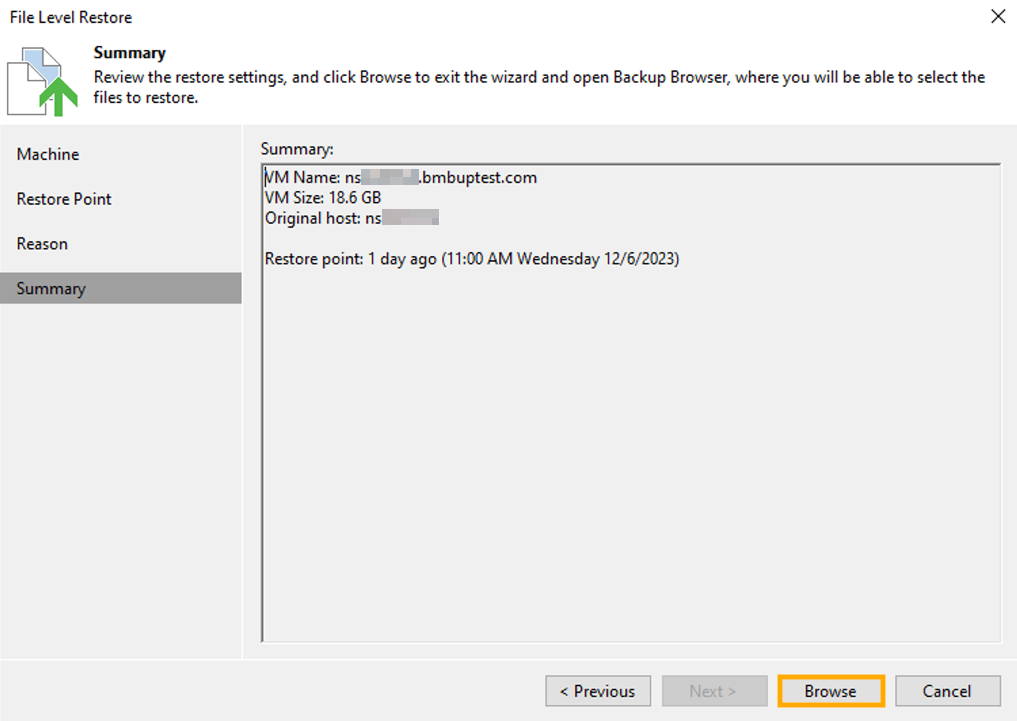 File Level Restore
Summary
Review the restore settings, and click Browse to exit the wizard and open Backup Browser, where you will be able to select the
files to restore.
Machine
Restore Point
Reason
Summary
Summary:
VM Name: ns .bmbuptest.com
VM Size: 18.6 GB
Original host: ns
Restore point: 1 day ago (11:00 AM Wednesday 12/6/2023)
< Previous
Next >
Browse
Cancel